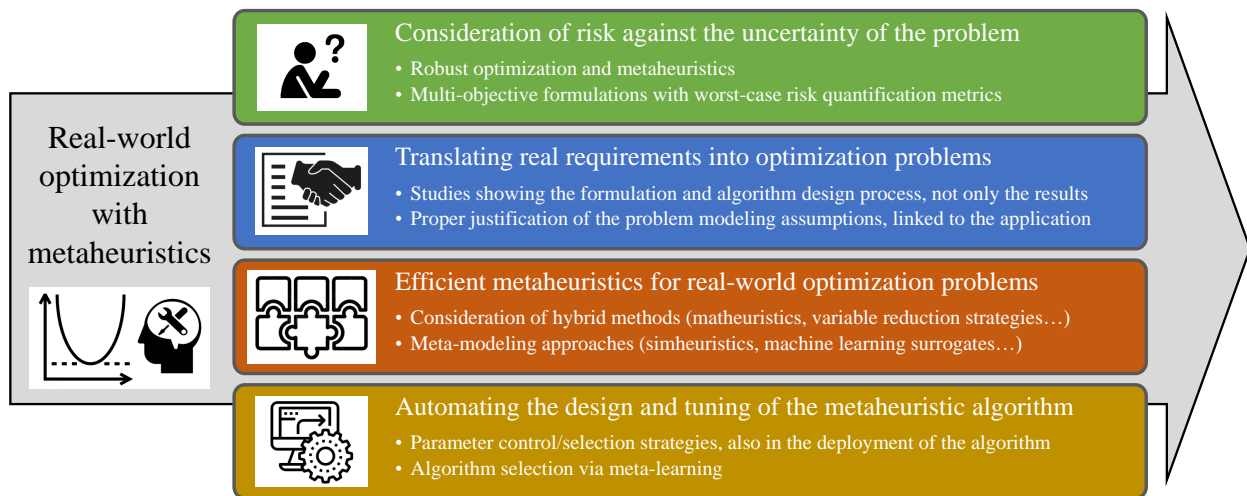 Real-world
optimization
with
metaheuristics
Consideration of risk against the uncertainty of the problem
• Robust optimization and metaheuristics
• Multi-objective formulations with worst-case risk quantification metrics
Translating real requirements into optimization problems
• Studies showing the formulation and algorithm design process, not only the results
• Proper justification of the problem modeling assumptions, linked to the application
Efficient metaheuristics for real-world optimization problems
• Consideration of hybrid methods (matheuristics, variable reduction strategies…)
• Meta-modeling approaches (simheuristics, machine learning surrogates…)
Automating the design and tuning of the metaheuristic algorithm
• Parameter control/selection strategies, also in the deployment of the algorithm
• Algorithm selection via meta-learning